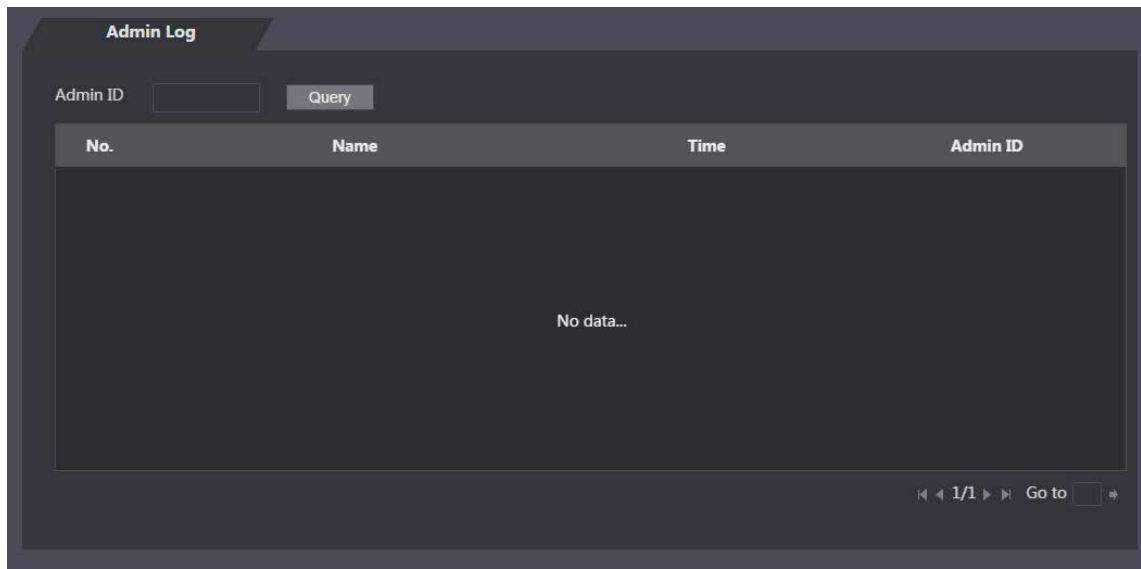 Admin Log
Admin ID Query
No. Name Time Admin ID
No data...
1/1 Go to